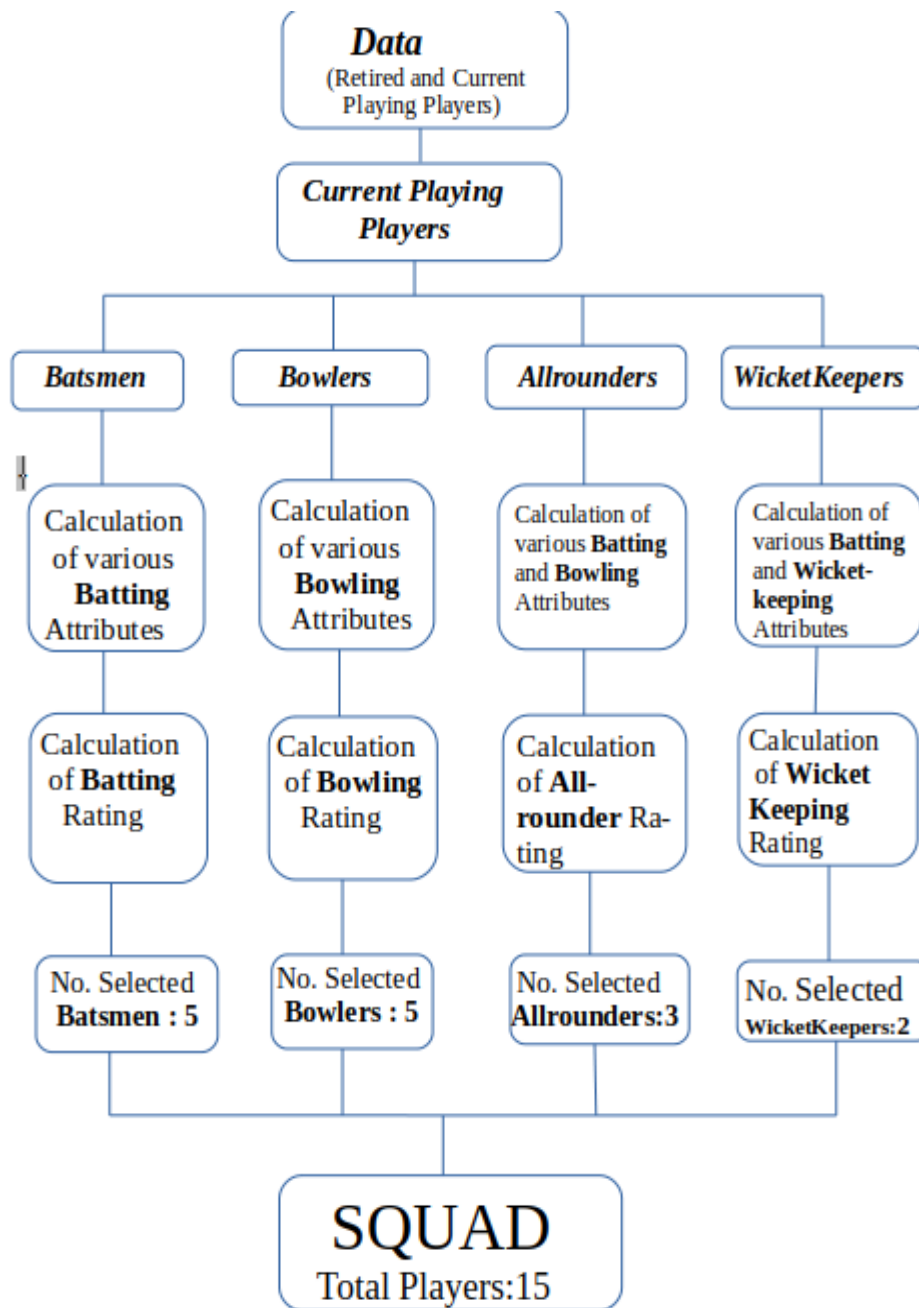 Data
(Retired and Current
Playing Players)
Current Playing
Players
Batsmen
Bowlers
Allrounders
WicketKeepers
Calculation
of various
Batting
Attributes
Calculation
of various
Bowling
Attributes
Calculation of
various Batting
and Bowling
Attributes
Calculation of
various Batting
and Wicket-
keeping
Attributes
Calculation
of Batting
Rating
Calculation
of Bowling
Rating
Calculation
of All-
rounder Ra-
ting
Calculation
of Wicket
Keeping
Rating
No. Selected
Batsmen : 5
No. Selected
Bowlers : 5
No. Selected
Allrounders:3
No. Selected
WicketKeepers:2
SQUAD
Total Players:15